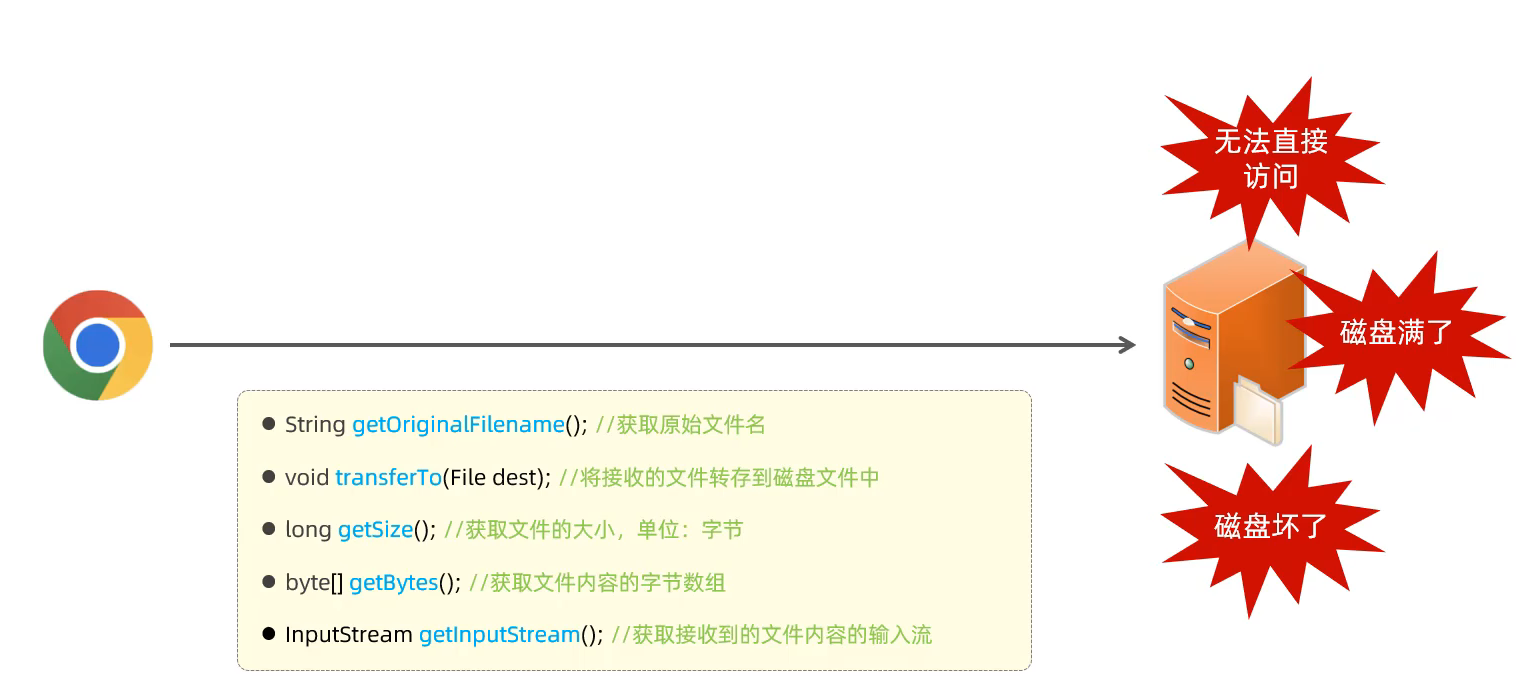 无法直接
访问
磁盘满了
String getOriginalFilename(); //获取原始文件名
void transferTo(File dest); //将接收的文件转存到磁盘文件中
long getSize(); //获取文件的大小，单位：字节
磁盘坏了
byte[] getBytes(); //获取文件内容的字节数组
InputStream getInputStream(); //获取接收到的文件内容的输入流